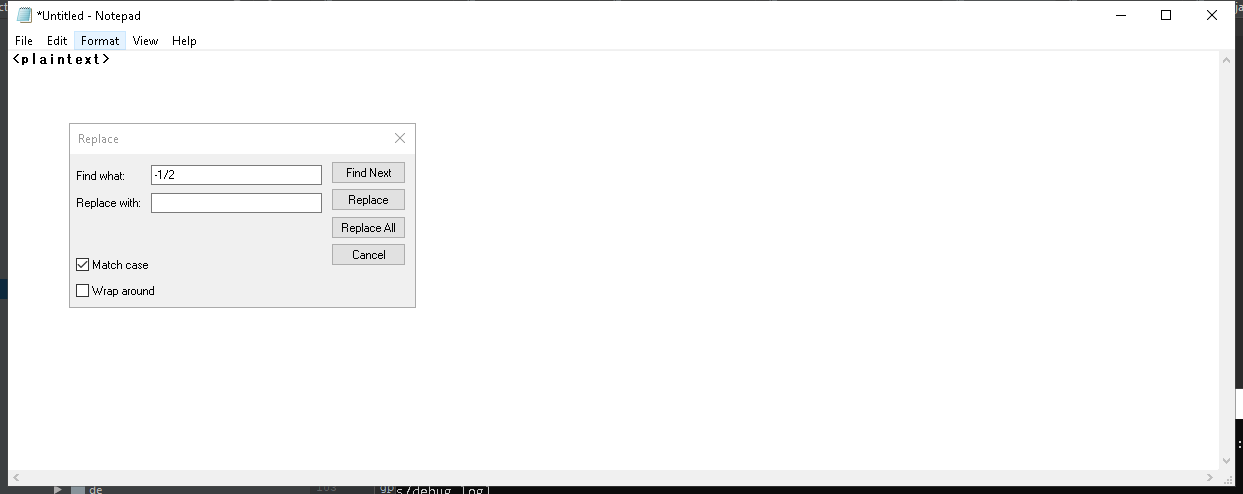 *Untitled - Notepad
File Edit Format View Help
<plaintext>
Replace
Find what: -1/2 Find Next
Replace with: Replace
Replace All
Cancel
Match case
Wrap around
de